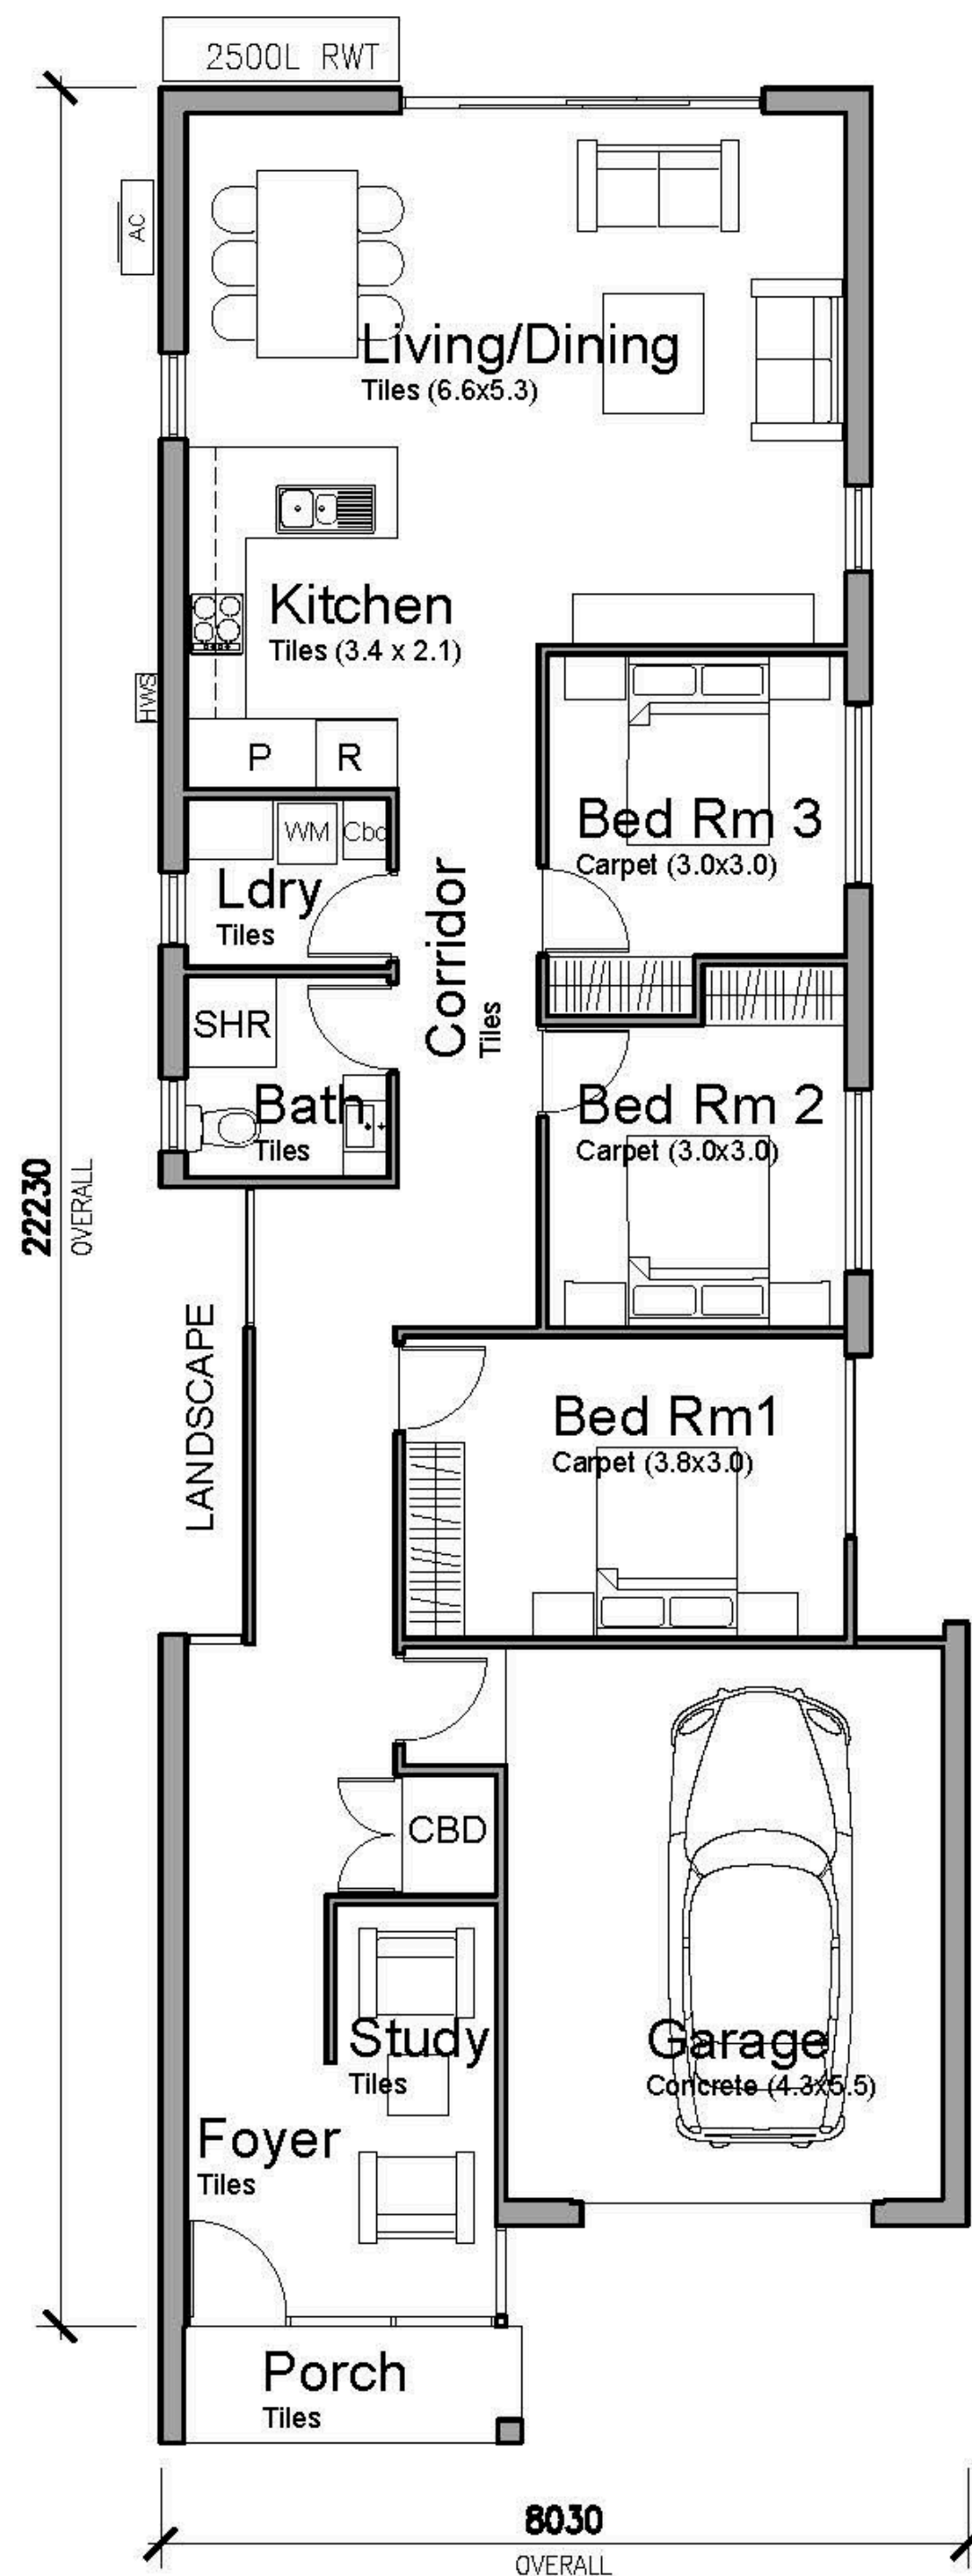 2500L RWT
AC
Living/Dining
Tiles (6.6x5.3)
Kitchen
Tiles (3.4 x 2.1)
HWS
P
R
WM
Cbd
Ldry
Tiles
Bed Rm 3
Carpet (3.0x3.0)
Corridor
Tiles
SHR
Bath
Tiles
Bed Rm 2
Carpet (3.0x3.0)
22230
OVERALL
LANDSCAPE
Bed Rm1
Carpet (3.8x3.0)
CBD
Study
Tiles
Garage
Concrete (4.3x5.5)
Foyer
Tiles
Porch
Tiles
8030
OVERALL